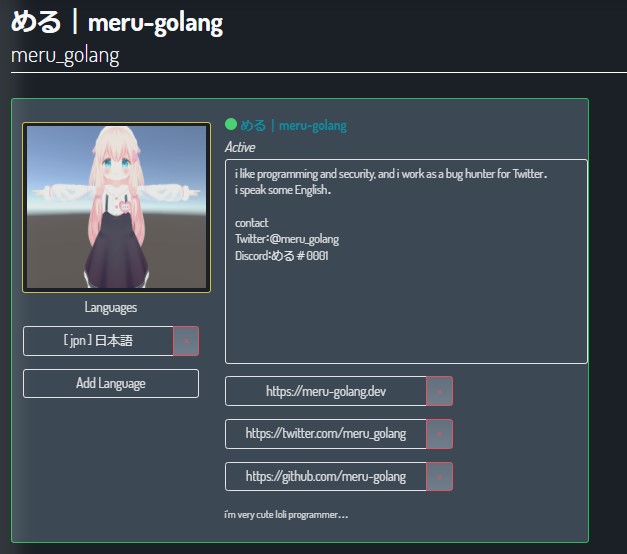 める｜meru-golang
meru_golang
める｜meru-golang
Active
i like programming and security, and i work as a bug hunter for Twitter.
i speak some English.
contact
Twitter:@meru_golang
Discord:める#0001
Languages
[ jpn ] 日本語
x
Add Language
https://meru-golang.dev
x
https://twitter.com/meru_golang
x
https://github.com/meru-golang
x
i'm very cute loli programmer...